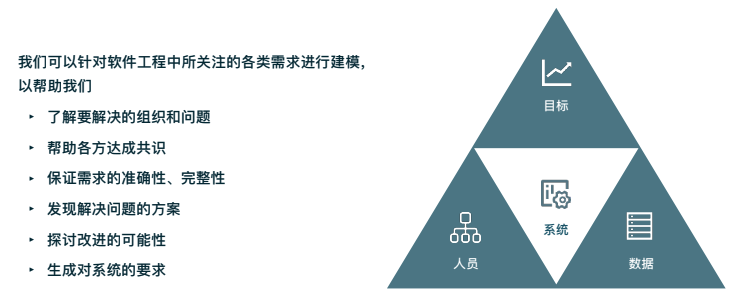 我们可以针对软件工程中所关注的各类需求进行建模，
以帮助我们
‣ 了解要解决的组织和问题
‣ 帮助各方达成共识
‣ 保证需求的准确性、完整性
‣ 发现解决问题的方案
‣ 探讨改进的可能性
‣ 生成对系统的要求
目标
系统
人员
数据